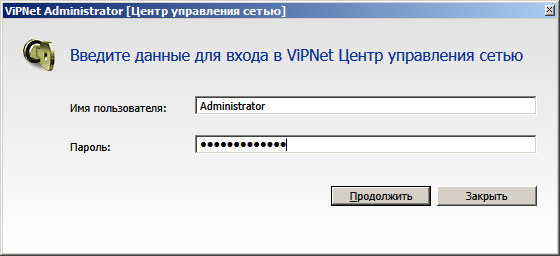 ViPNet Administrator [Центр управления сетью]
Введите данные для входа в ViPNet Центр управления сетью
Имя пользователя: Administrator
Пароль: •••••••••••••
Продолжить Закрыть